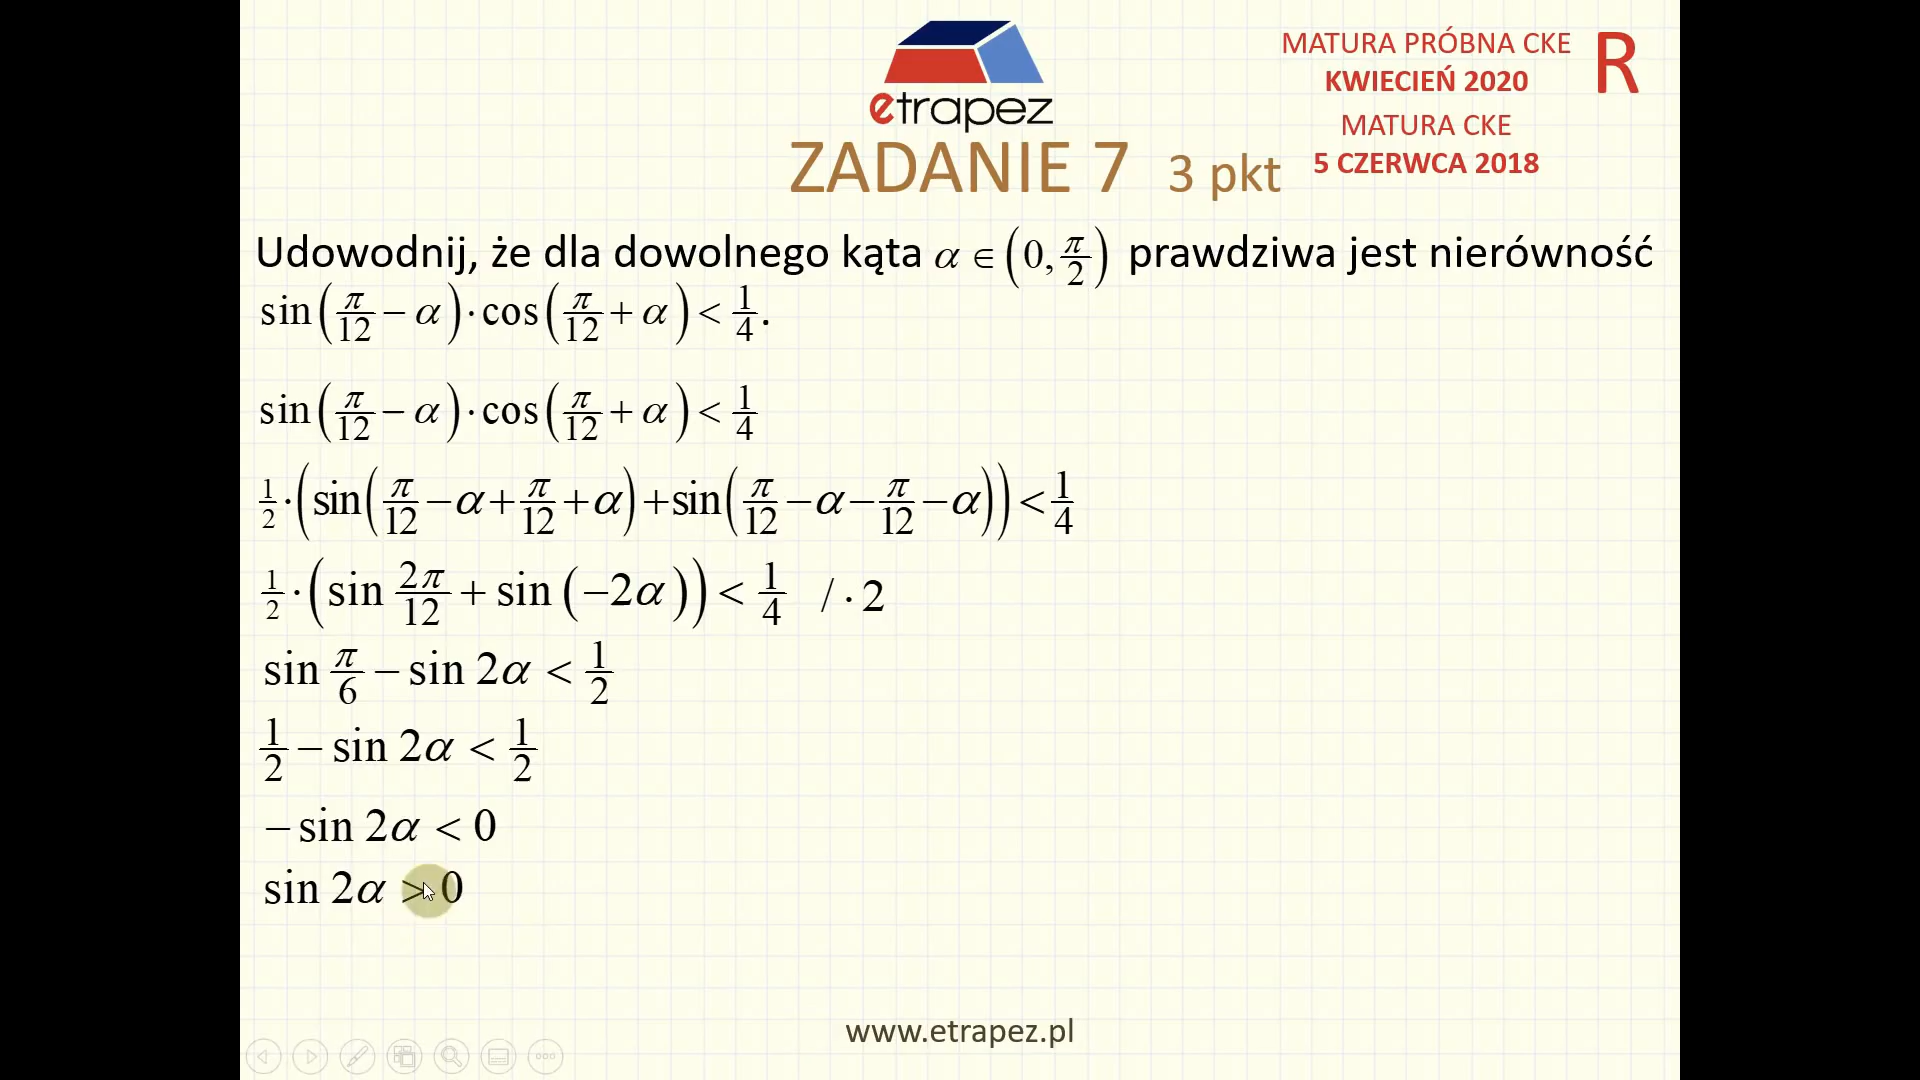 etrapez
MATURA PRÓBNA CKE
KWIECIEŃ 2020
R
MATURA CKE
5 CZERWCA 2018
ZADANIE 7 3 pkt
Udowodnij, że dla dowolnego kąta α ∈ (0, π/2) prawdziwa jest nierówność
sin(π/12 − α) · cos(π/12 + α) < 1/4.
sin(π/12 − α) · cos(π/12 + α) < 1/4
1/2 · (sin(π/12 − α + π/12 + α) + sin(π/12 − α − π/12 − α)) < 1/4
1/2 · (sin 2π/12 + sin (−2α)) < 1/4 / · 2
sin π/6 − sin 2α < 1/2
1/2 − sin 2α < 1/2
− sin 2α < 0
sin 2α > 0
www.etrapez.pl